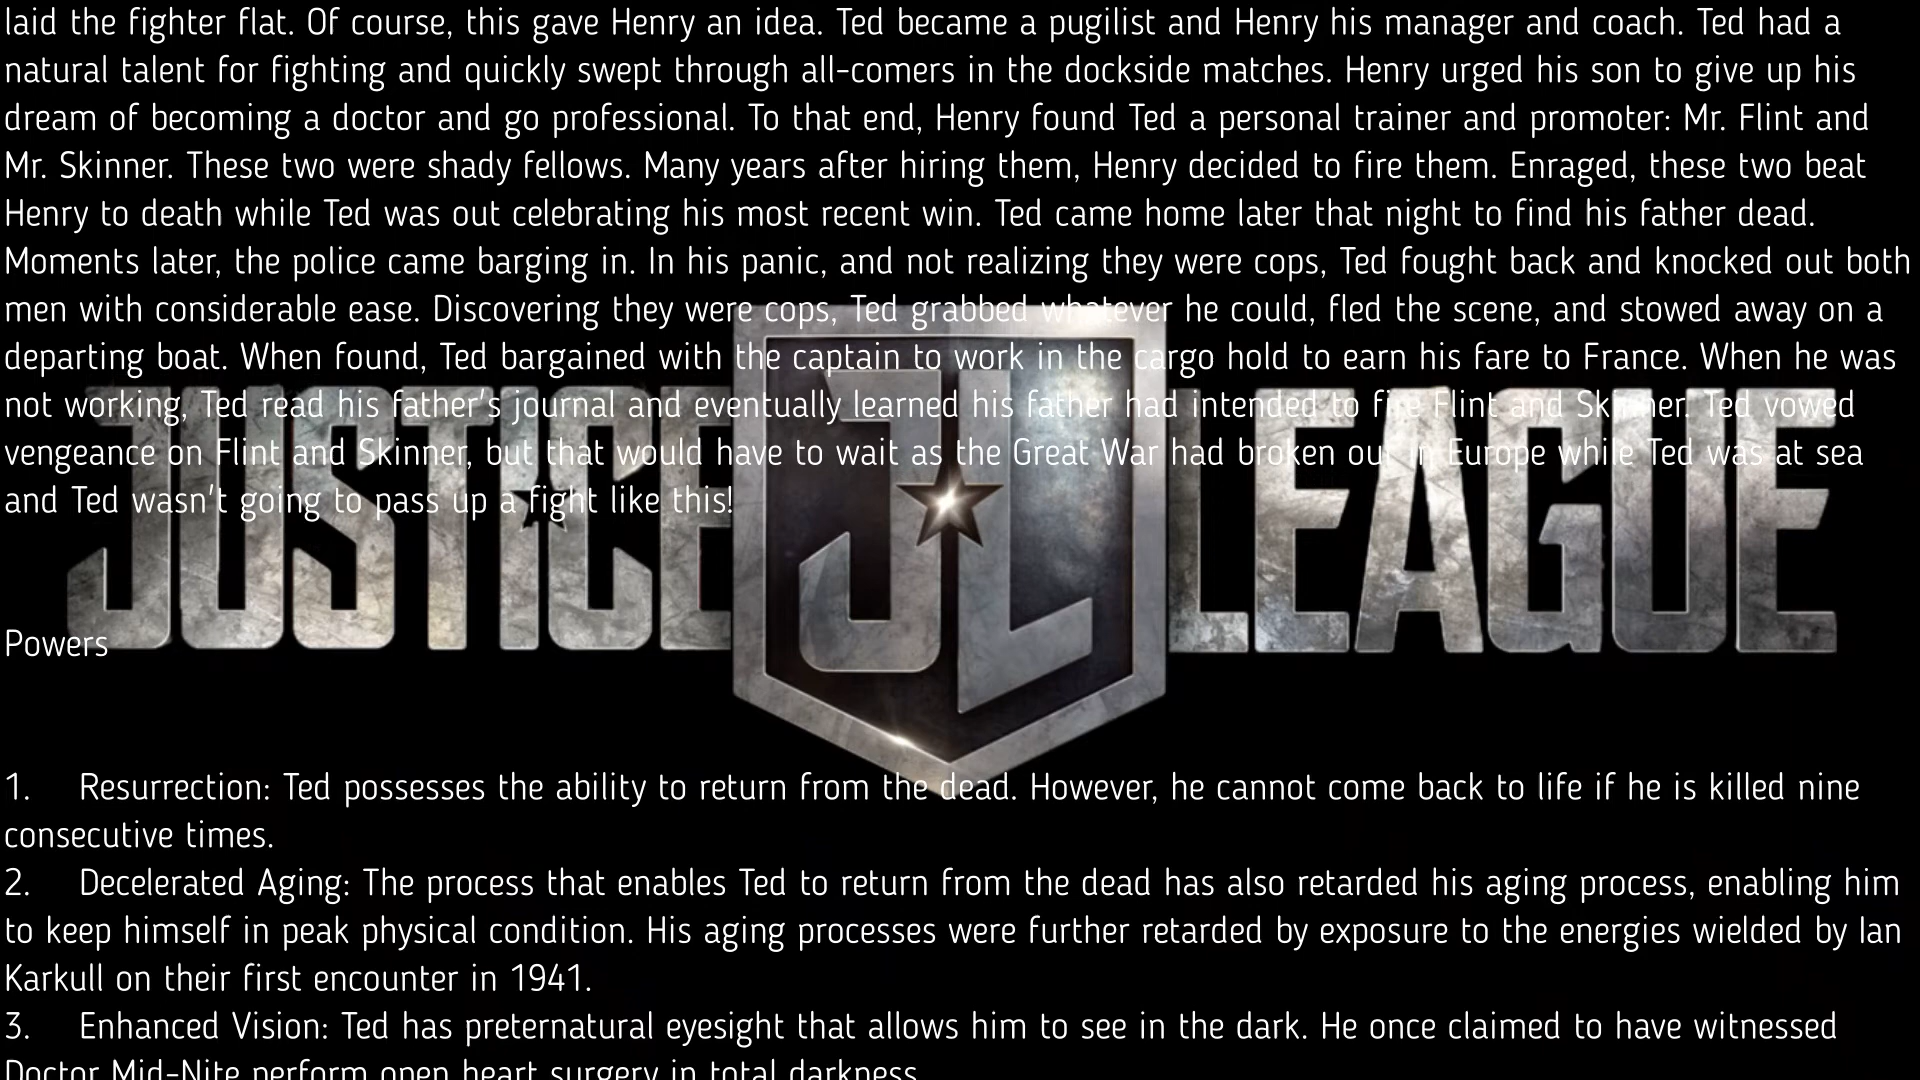 laid the fighter flat. Of course, this gave Henry an idea. Ted became a pugilist and Henry his manager and coach. Ted had a
natural talent for fighting and quickly swept through all-comers in the dockside matches. Henry urged his son to give up his
dream of becoming a doctor and go professional. To that end, Henry found Ted a personal trainer and promoter: Mr. Flint and
Mr. Skinner. These two were shady fellows. Many years after hiring them, Henry decided to fire them. Enraged, these two beat
Henry to death while Ted was out celebrating his most recent win. Ted came home later that night to find his father dead.
Moments later, the police came barging in. In his panic, and not realizing they were cops, Ted fought back and knocked out both
men with considerable ease. Discovering they were cops, Ted grabbed whatever he could, fled the scene, and stowed away on a
departing boat. When found, Ted bargained with the captain to work in the cargo hold to earn his fare to France. When he was
not working, Ted read his father's journal and eventually learned his father had intended to fire Flint and Skinner. Ted vowed
vengeance on Flint and Skinner, but that would have to wait as the Great War had broken out in Europe while Ted was at sea
and Ted wasn't going to pass up a fight like this!
JUSTICE JL LEAGUE
Powers
1. Resurrection: Ted possesses the ability to return from the dead. However, he cannot come back to life if he is killed nine
consecutive times.
2. Decelerated Aging: The process that enables Ted to return from the dead has also retarded his aging process, enabling him
to keep himself in peak physical condition. His aging processes were further retarded by exposure to the energies wielded by Ian
Karkull on their first encounter in 1941.
3. Enhanced Vision: Ted has preternatural eyesight that allows him to see in the dark. He once claimed to have witnessed
Doctor Mid-Nite perform open heart surgery in total darkness.